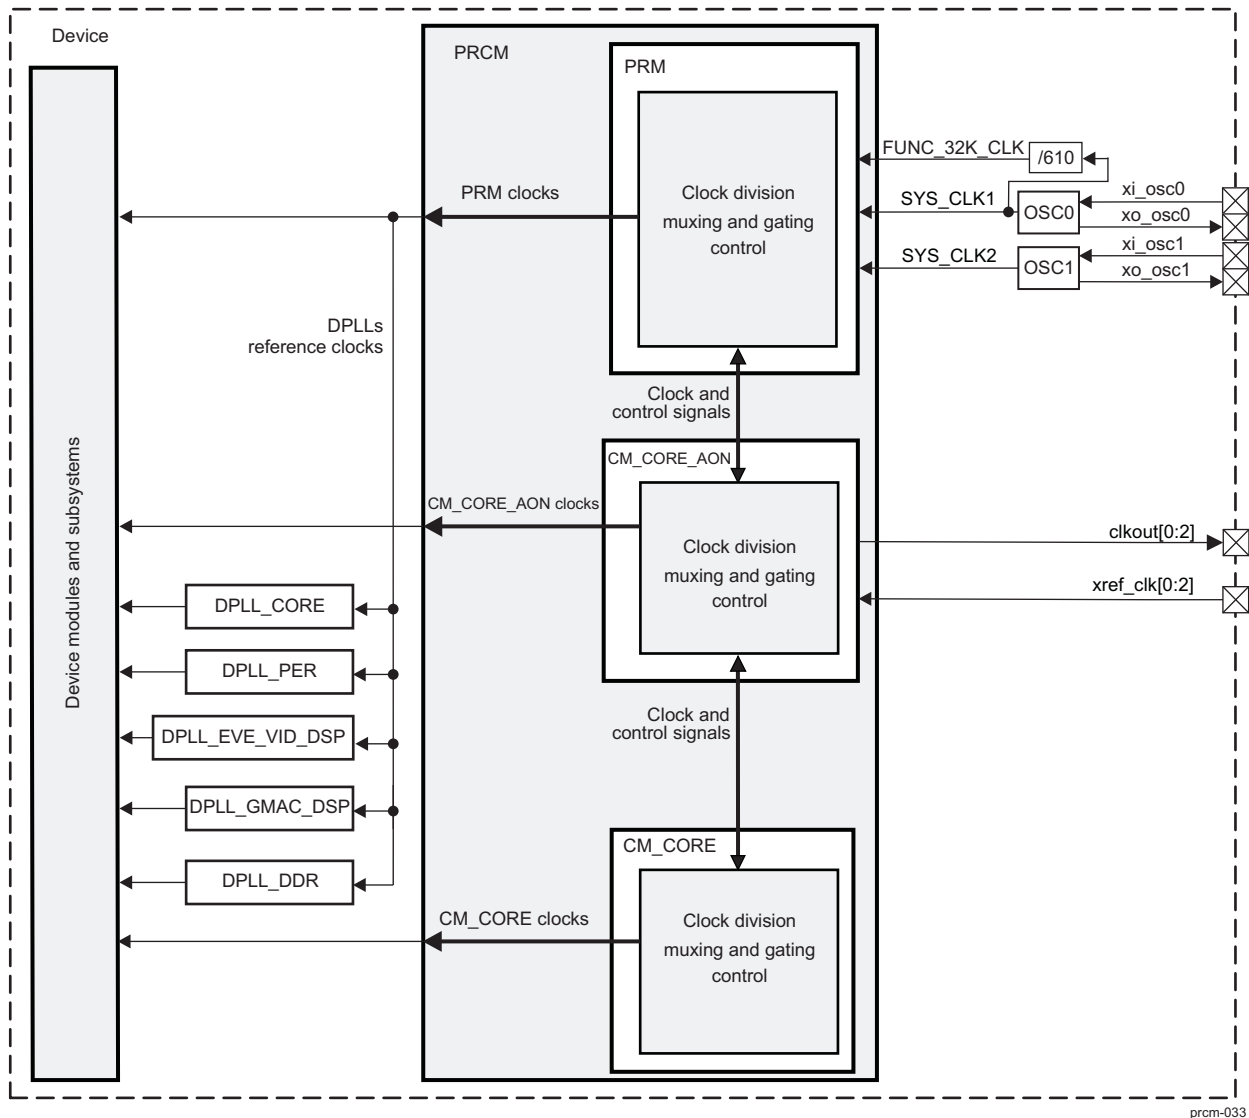 Device
PRCM
PRM
Clock division
muxing and gating
control
PRM clocks
FUNC_32K_CLK
/610
SYS_CLK1
OSC0
xi_osc0
xo_osc0
SYS_CLK2
OSC1
xi_osc1
xo_osc1
DPLLs
reference clocks
Clock and
control signals
CM_CORE_AON
CM_CORE_AON clocks
Clock division
muxing and gating
control
clkout[0:2]
xref_clk[0:2]
Device modules and subsystems
DPLL_CORE
DPLL_PER
DPLL_EVE_VID_DSP
DPLL_GMAC_DSP
DPLL_DDR
Clock and
control signals
CM_CORE
CM_CORE clocks
Clock division
muxing and gating
control
prcm-033